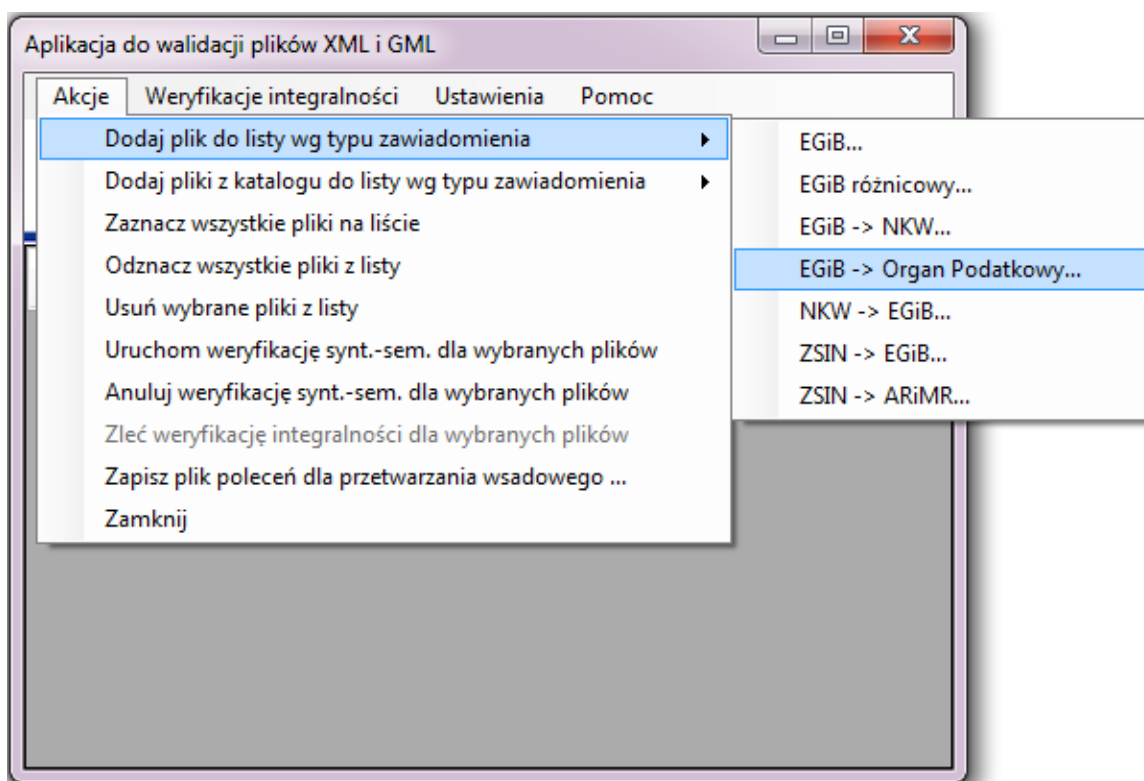 Aplikacja do walidacji plików XML i GML
Akcje Weryfikacje integralności Ustawienia Pomoc
Dodaj plik do listy wg typu zawiadomienia
Dodaj pliki z katalogu do listy wg typu zawiadomienia
Zaznacz wszystkie pliki na liście
Odznacz wszystkie pliki z listy
Usuń wybrane pliki z listy
Uruchom weryfikację synt.-sem. dla wybranych plików
Anuluj weryfikację synt.-sem. dla wybranych plików
Zleć weryfikację integralności dla wybranych plików
Zapisz plik poleceń dla przetwarzania wsadowego ...
Zamknij
EGiB...
EGiB różnicowy...
EGiB -> NKW...
EGiB -> Organ Podatkowy...
NKW -> EGiB...
ZSIN -> EGiB...
ZSIN -> ARiMR...